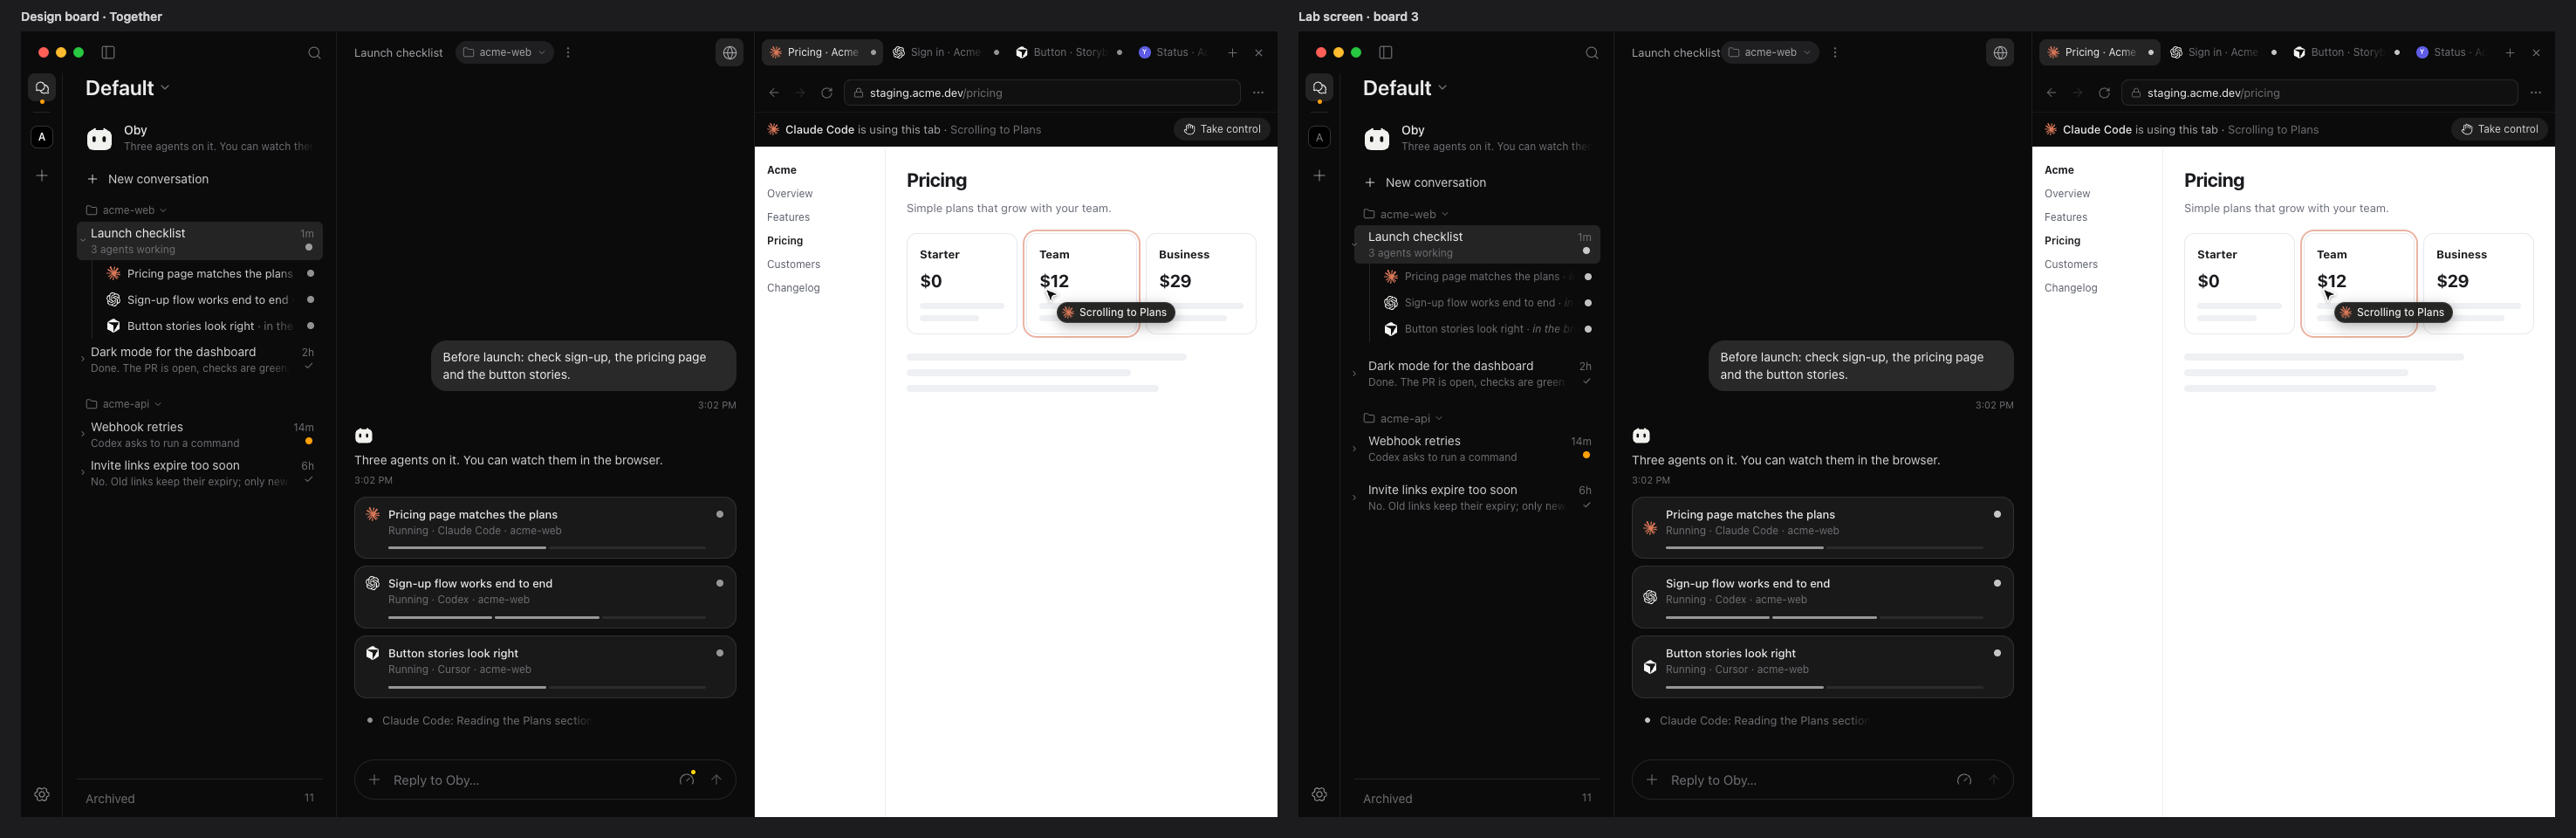 Design board · Together
Launch checklist
acme-web
Pricing · Acme
Sign in · Acme
Button · Storyb
Status · A
Default
staging.acme.dev/pricing
Oby
Three agents on it. You can watch the
Claude Code is using this tab · Scrolling to Plans
Take control
A
New conversation
acme-web
Launch checklist
1m
3 agents working
Pricing page matches the plans
Sign-up flow works end to end
Button stories look right · in the
Dark mode for the dashboard
2h
Done. The PR is open, checks are green
acme-api
Webhook retries
14m
Codex asks to run a command
Invite links expire too soon
6h
No. Old links keep their expiry; only new
Archived
11
Before launch: check sign-up, the pricing page
and the button stories.
3:02 PM
Three agents on it. You can watch them in the browser.
3:02 PM
Pricing page matches the plans
Running · Claude Code · acme-web
Sign-up flow works end to end
Running · Codex · acme-web
Button stories look right
Running · Cursor · acme-web
Claude Code: Reading the Plans section
Reply to Oby...
Acme
Overview
Features
Pricing
Customers
Changelog
Pricing
Simple plans that grow with your team.
Starter
$0
Team
$12
Business
$29
Scrolling to Plans
Lab screen · board 3
Launch checklist
acme-web
Pricing · Acme
Sign in · Acme
Button · Storyb
Status · A
Default
staging.acme.dev/pricing
Oby
Three agents on it. You can watch the
Claude Code is using this tab · Scrolling to Plans
Take control
A
New conversation
acme-web
Launch checklist
1m
3 agents working
Pricing page matches the plans ·
Sign-up flow works end to end · in
Button stories look right · in the br
Dark mode for the dashboard
2h
Done. The PR is open, checks are green
acme-api
Webhook retries
14m
Codex asks to run a command
Invite links expire too soon
6h
No. Old links keep their expiry; only new
Archived
11
Before launch: check sign-up, the pricing page
and the button stories.
3:02 PM
Three agents on it. You can watch them in the browser.
3:02 PM
Pricing page matches the plans
Running · Claude Code · acme-web
Sign-up flow works end to end
Running · Codex · acme-web
Button stories look right
Running · Cursor · acme-web
Claude Code: Reading the Plans section
Reply to Oby...
Acme
Overview
Features
Pricing
Customers
Changelog
Pricing
Simple plans that grow with your team.
Starter
$0
Team
$12
Business
$29
Scrolling to Plans